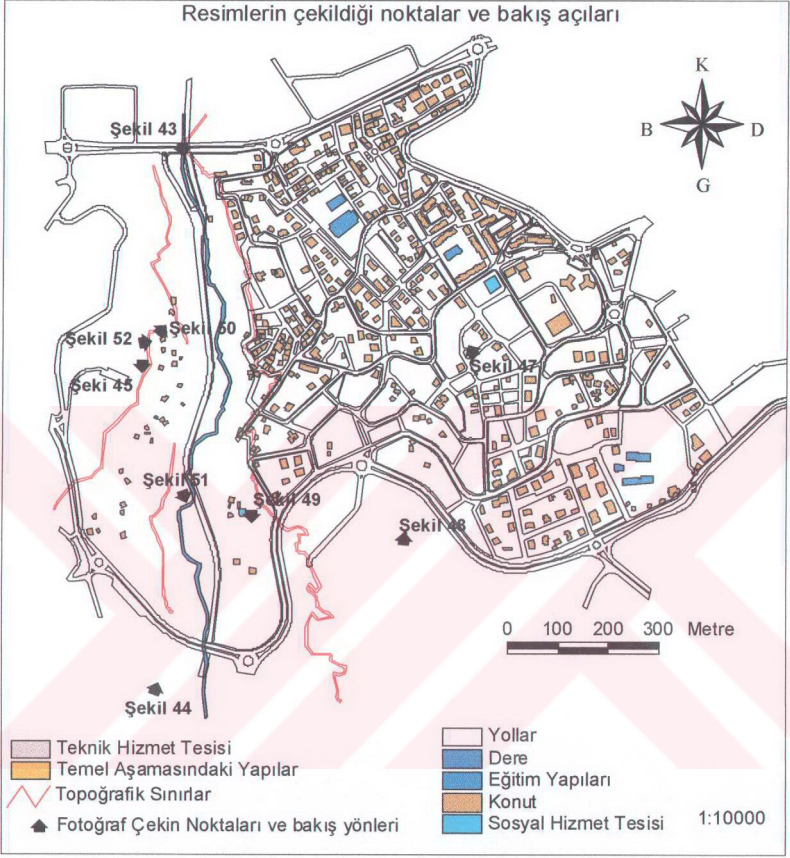 Resimlerin çekildiği noktalar ve bakış açıları
K
B
D
G
Şekil 43
Şekil 50
Şekil 52
Şeki 45
Şekil 47
Şekil 51
Şekil 49
Şekil 48
Şekil 44
0 100 200 300 Metre
Teknik Hizmet Tesisi
Temel Aşamasındaki Yapılar
Topoğrafik Sınırlar
Fotoğraf Çekin Noktaları ve bakış yönleri
Yollar
Dere
Eğitim Yapıları
Konut
Sosyal Hizmet Tesisi
1:10000